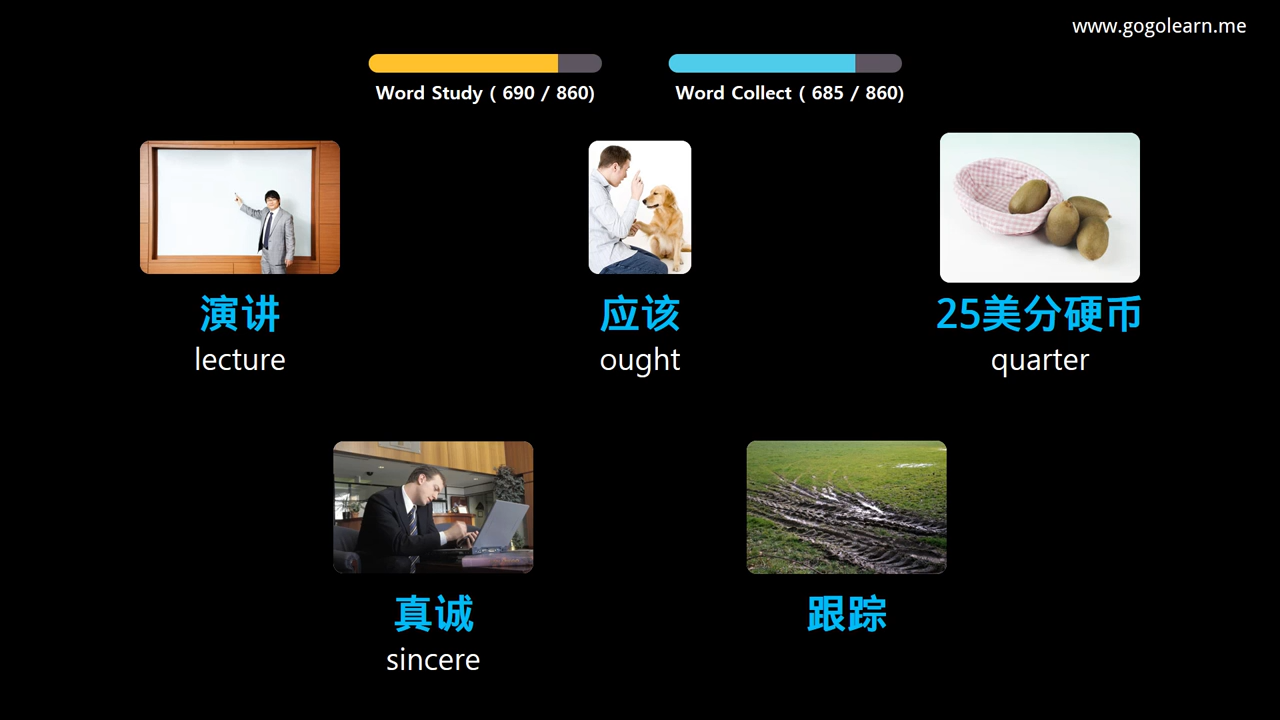 www.gogolearn.me
Word Study ( 690 / 860)
Word Collect ( 685 / 860)
演讲
lecture
应该
ought
25美分硬币
quarter
真诚
sincere
跟踪